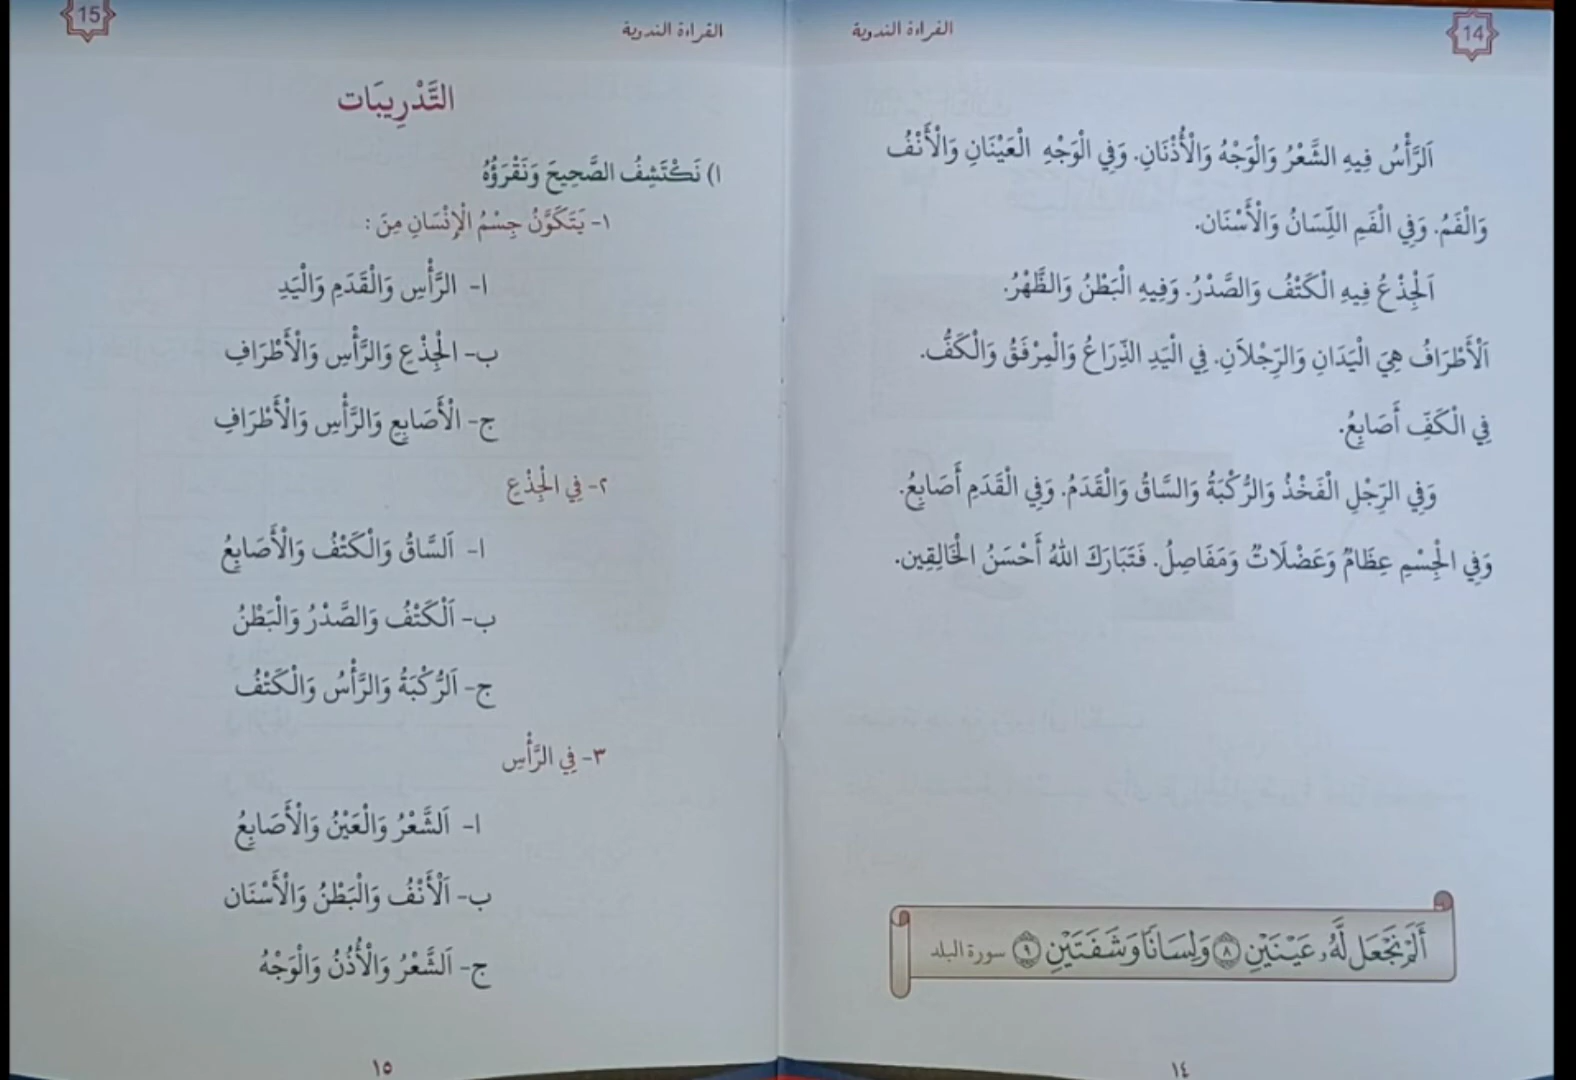 14
القراءة الندوية
اَلرَّأْسُ فِيهِ الشَّعْرُ وَالْوَجْهُ وَالْأُذْنَانِ. وَفِي الْوَجْهِ الْعَيْنَانِ وَالْأَنْفُ
وَالْفَمُ. وَفِي الْفَمِ اللِّسَانُ وَالْأَسْنَان.
اَلْجِذْعُ فِيهِ الْكَتْفُ وَالصَّدْرُ. وَفِيهِ الْبَطْنُ وَالظَّهْرُ.
اَلْأَطْرَافُ هِيَ الْيَدَانِ وَالرِّجْلاَنِ. فِي الْيَدِ الذِّرَاعُ وَالْمِرْفَقُ وَالْكَفُّ.
فِي الْكَفِّ أَصَابِعُ.
وَفِي الرِّجْلِ الْفَخْذُ وَالرُّكْبَةُ وَالسَّاقُ وَالْقَدَمُ. وَفِي الْقَدَمِ أَصَابِعُ.
وَفِي الْجِسْمِ عِظَامٌ وَعَضْلَاتٌ وَمَفَاصِلُ. فَتَبَارَكَ اللهُ أَحْسَنُ الْخَالِقِين.
أَلَمْ نَجْعَل لَّهُۥ عَيْنَيْنِ ٨ وَلِسَانًا وَشَفَتَيْنِ ٩ سورة البلد
١٤
15
القراءة الندوية
التَّدْرِيبَات
١) نَكْتَشِفُ الصَّحِيحَ وَنَقْرَؤُهُ
١- يَتَكَوَّنُ جِسْمُ الْإِنْسَانِ مِنَ :
ا- الرَّأْسِ وَالْقَدَمِ وَالْيَدِ
ب- الْجِذْعِ وَالرَّأْسِ وَالْأَطْرَافِ
ج- الْأَصَابِعِ وَالرَّأْسِ وَالْأَطْرَافِ
٢- فِي الْجِذْعِ
ا- اَلسَّاقُ وَالْكَتْفُ وَالْأَصَابِعُ
ب- اَلْكَتْفُ وَالصَّدْرُ وَالْبَطْنُ
ج- اَلرُّكْبَةُ وَالرَّأْسُ وَالْكَتْفُ
٣- فِي الرَّأْسِ
ا- اَلشَّعْرُ وَالْعَيْنُ وَالْأَصَابِعُ
ب- اَلْأَنْفُ وَالْبَطْنُ وَالْأَسْنَان
ج- اَلشَّعْرُ وَالْأُذُنُ وَالْوَجْهُ
١٥